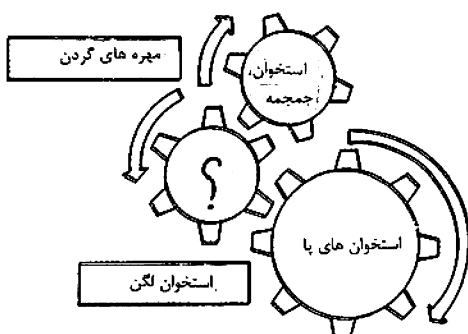 مهره های گردن
استخوان
جمجمه
؟
استخوان های پا
استخوان لگن